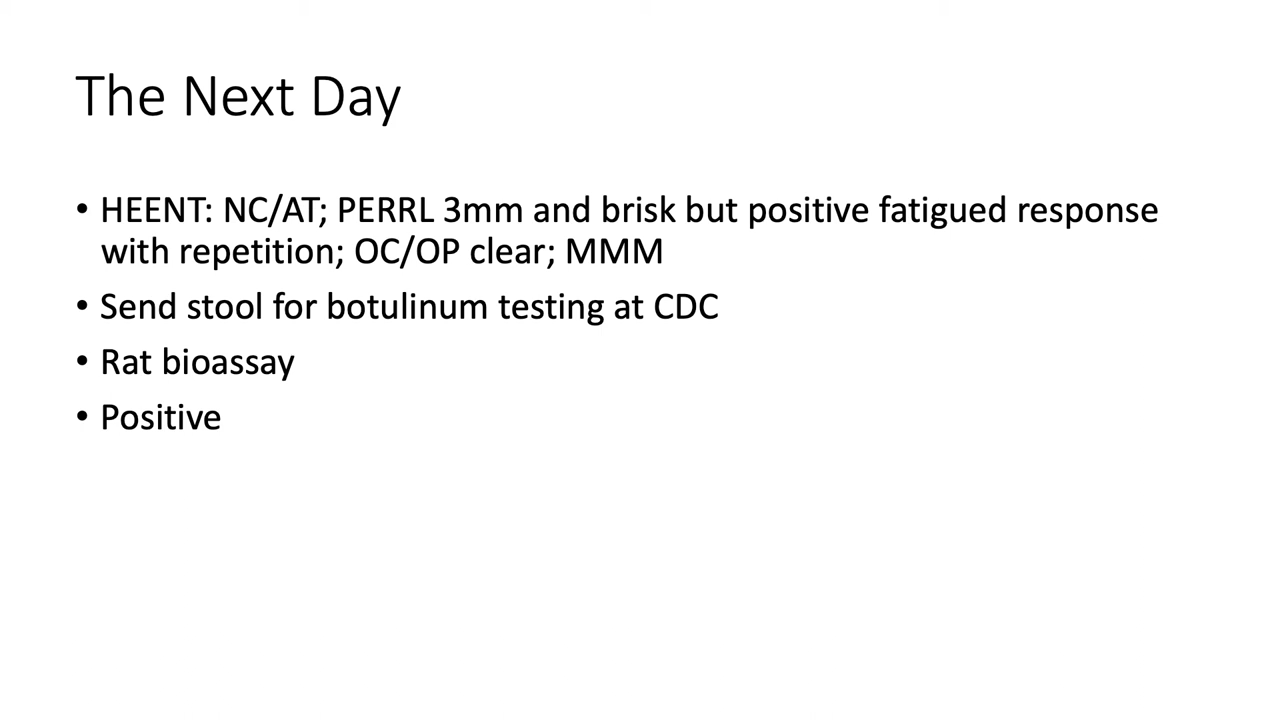 The Next Day
• HEENT: NC/AT; PERRL 3mm and brisk but positive fatigued response
with repetition; OC/OP clear; MMM
• Send stool for botulinum testing at CDC
• Rat bioassay
• Positive